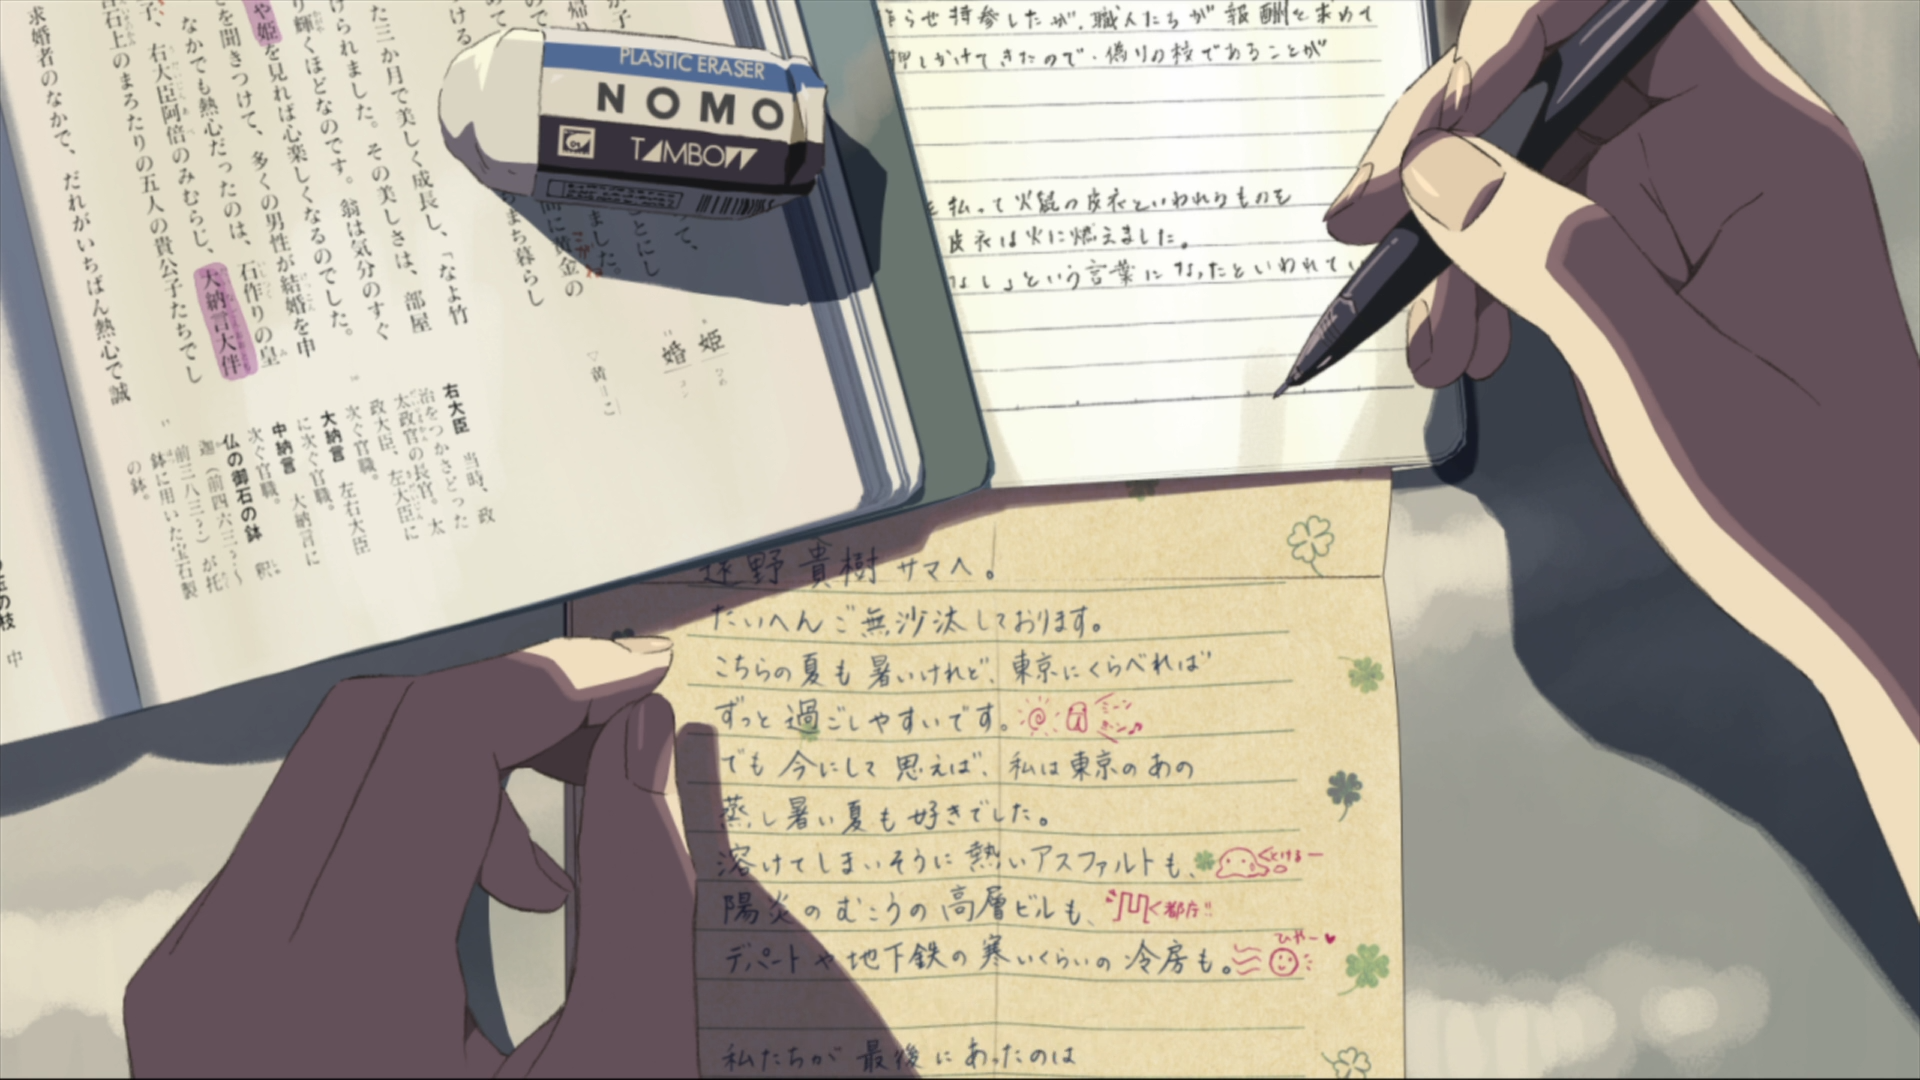 や姫を見れば心楽しくなるのでした。
り輝くほどなのです。翁は気分のすぐ
けられました。その美しさは、部屋
た三か月で美しく成長し、「なよ竹
を聞きつけて、多くの男性が結婚を申
なかでも熱心だったのは、石作りの皇
子、右大臣阿倍のみむらじ、大納言大伴
石上のまろたりの五人の貴公子たちでし
求婚者のなかで、だれがいちばん熱心で誠
姫
婚
右大臣 当時、政
治をつかさどった
太政官の長官。太
政大臣、左大臣に
次ぐ官職。
大納言 左右大臣
に次ぐ官職。
中納言 大納言に
次ぐ官職。
仏の御石の鉢 釈
迦(前四六三?~
前三八三?)が托
鉢に用いた宝石製
の鉢。
PLASTIC ERASER
NOMO
TAMBOW
らせ持参したが、職人たちが報酬を求めて
押しかけてきたので、偽りの枝であることが
を払って火鼠の皮衣といわれるものを
皮衣は火に燃えました。
なし」という言葉になったといわれてい
遠野貴樹サマへ。
たいへんご無沙汰しております。
こちらの夏も暑いけれど、東京にくらべれば
ずっと過ごしやすいです。
ミーン
ミーン
でも今にして思えば、私は東京のあの
蒸し暑い夏も好きでした。
溶けてしまいそうに熱いアスファルトも、
とけるー
陽炎のむこうの高層ビルも、
都庁!!
デパートや地下鉄の寒いくらいの冷房も。
ひやー♥
私たちが最後にあったのは